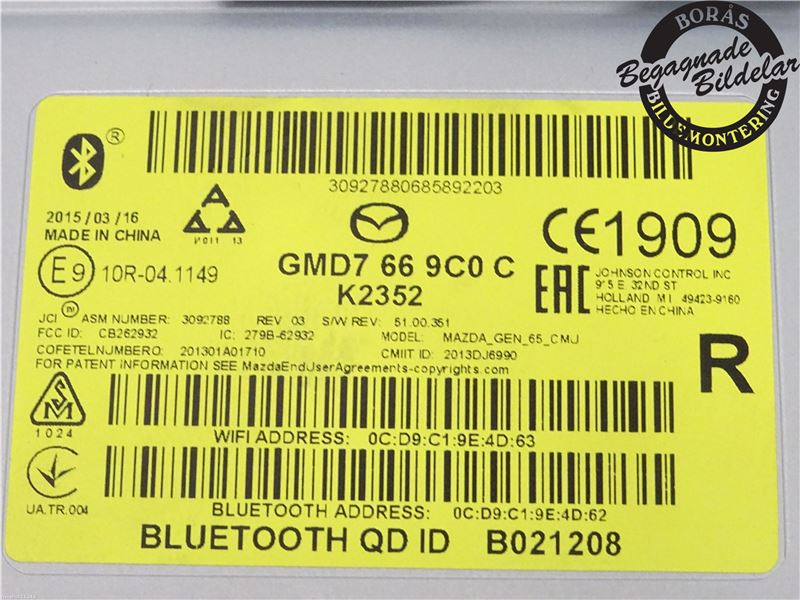 BORÅS
Begagnade
Bildelar
BILDEMONTERING
®
30927880685892203
2015/03/16
MADE IN CHINA
CE1909
GMD7 66 9C0 C
K2352
E9 10R-04.1149
EAC
JOHNSON CONTROL INC
915 E. 32ND ST
HOLLAND MI 49423-9160
HECHO EN CHINA
JCI ASM NUMBER: 3092788 REV 03 S/W REV: 51.00.351
FCC ID: CB262932 IC: 279B-62932 MODEL: MAZDA_GEN_65_CMU
COFETELNUMBERO: 201301A01710 CMIIT ID: 2013DJ6990
FOR PATENT INFORMATION SEE MazdaEndUserAgreements-copyrights.com
R
SM
1024
WIFI ADDRESS: 0C:D9:C1:9E:4D:63
UA.TR.004
BLUETOOTH ADDRESS: 0C:D9:C1:9E:4D:62
BLUETOOTH QD ID B021208